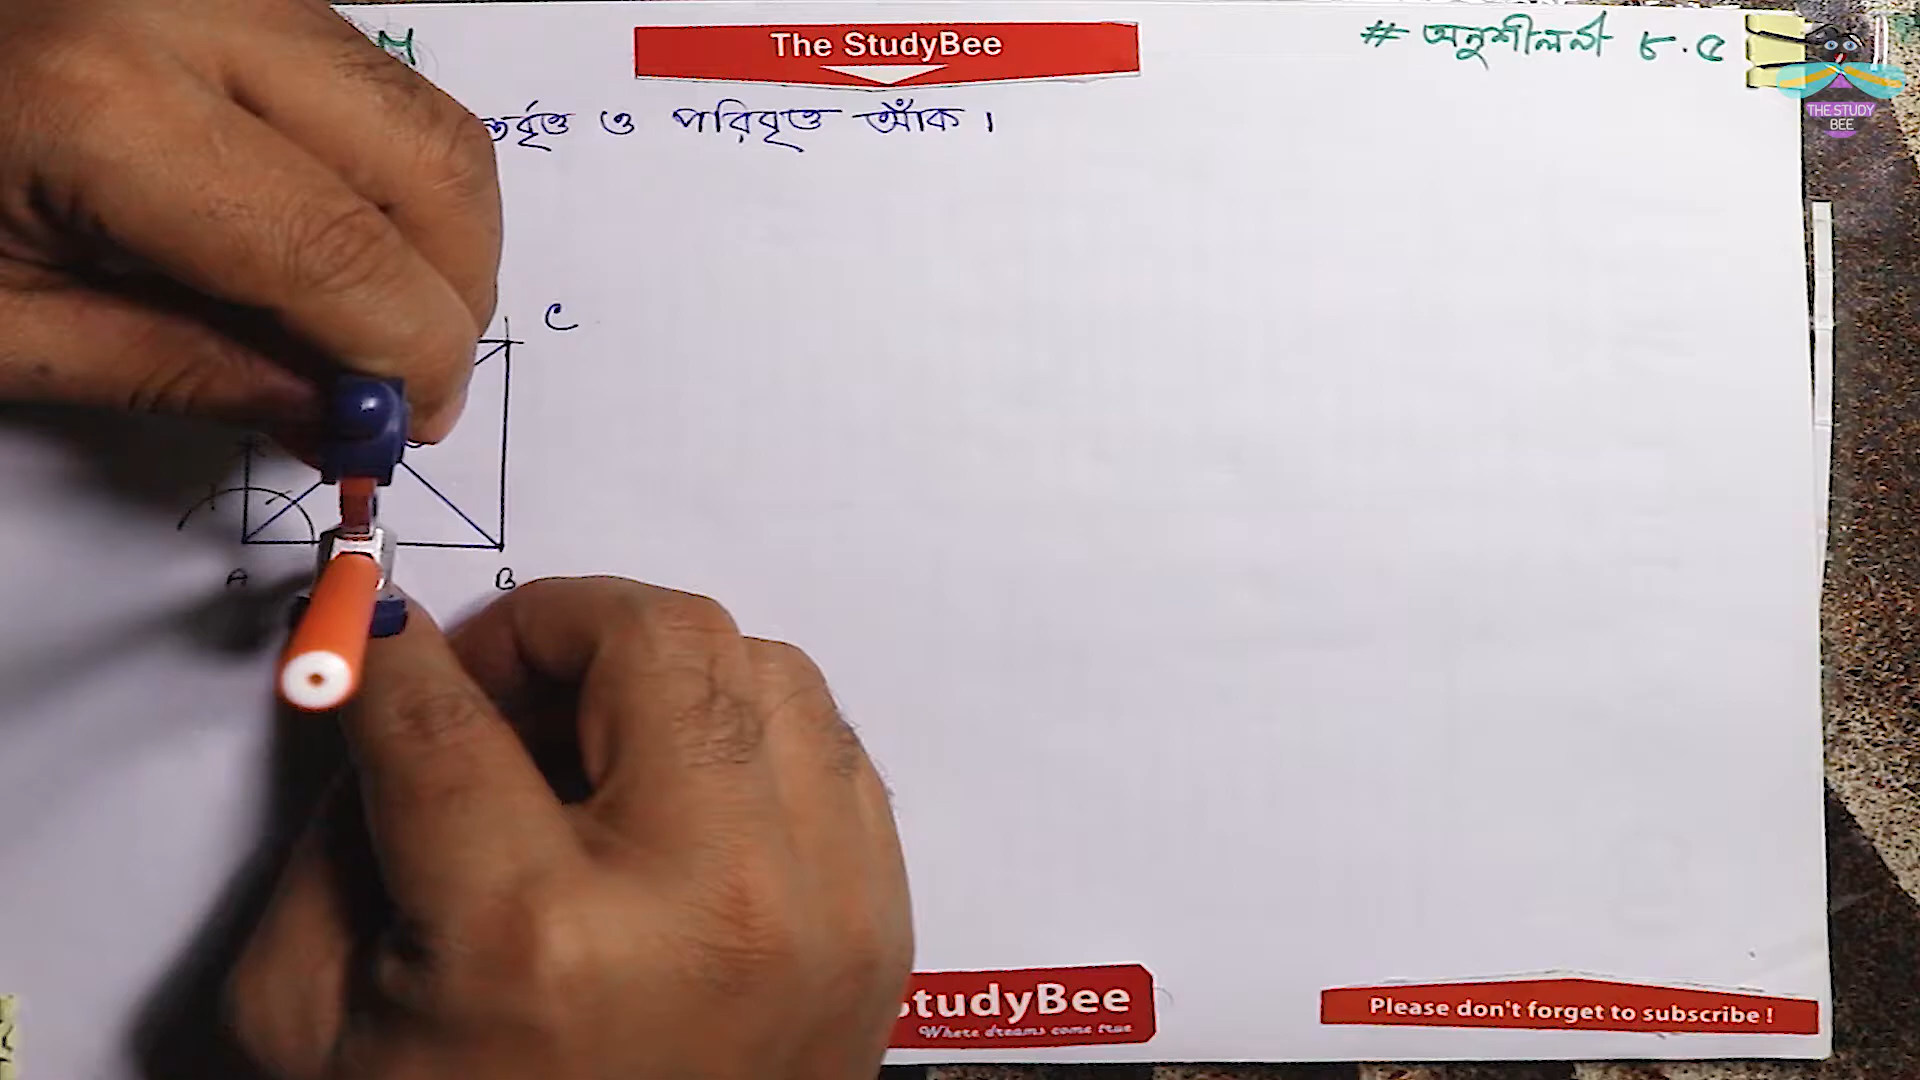 The StudyBee
# অনুশীলনী ৮.৫
THE STUDY
BEE
ও পরিবৃত্ত আঁক।
C
A
B
StudyBee
Where dreams come true
Please don't forget to subscribe !